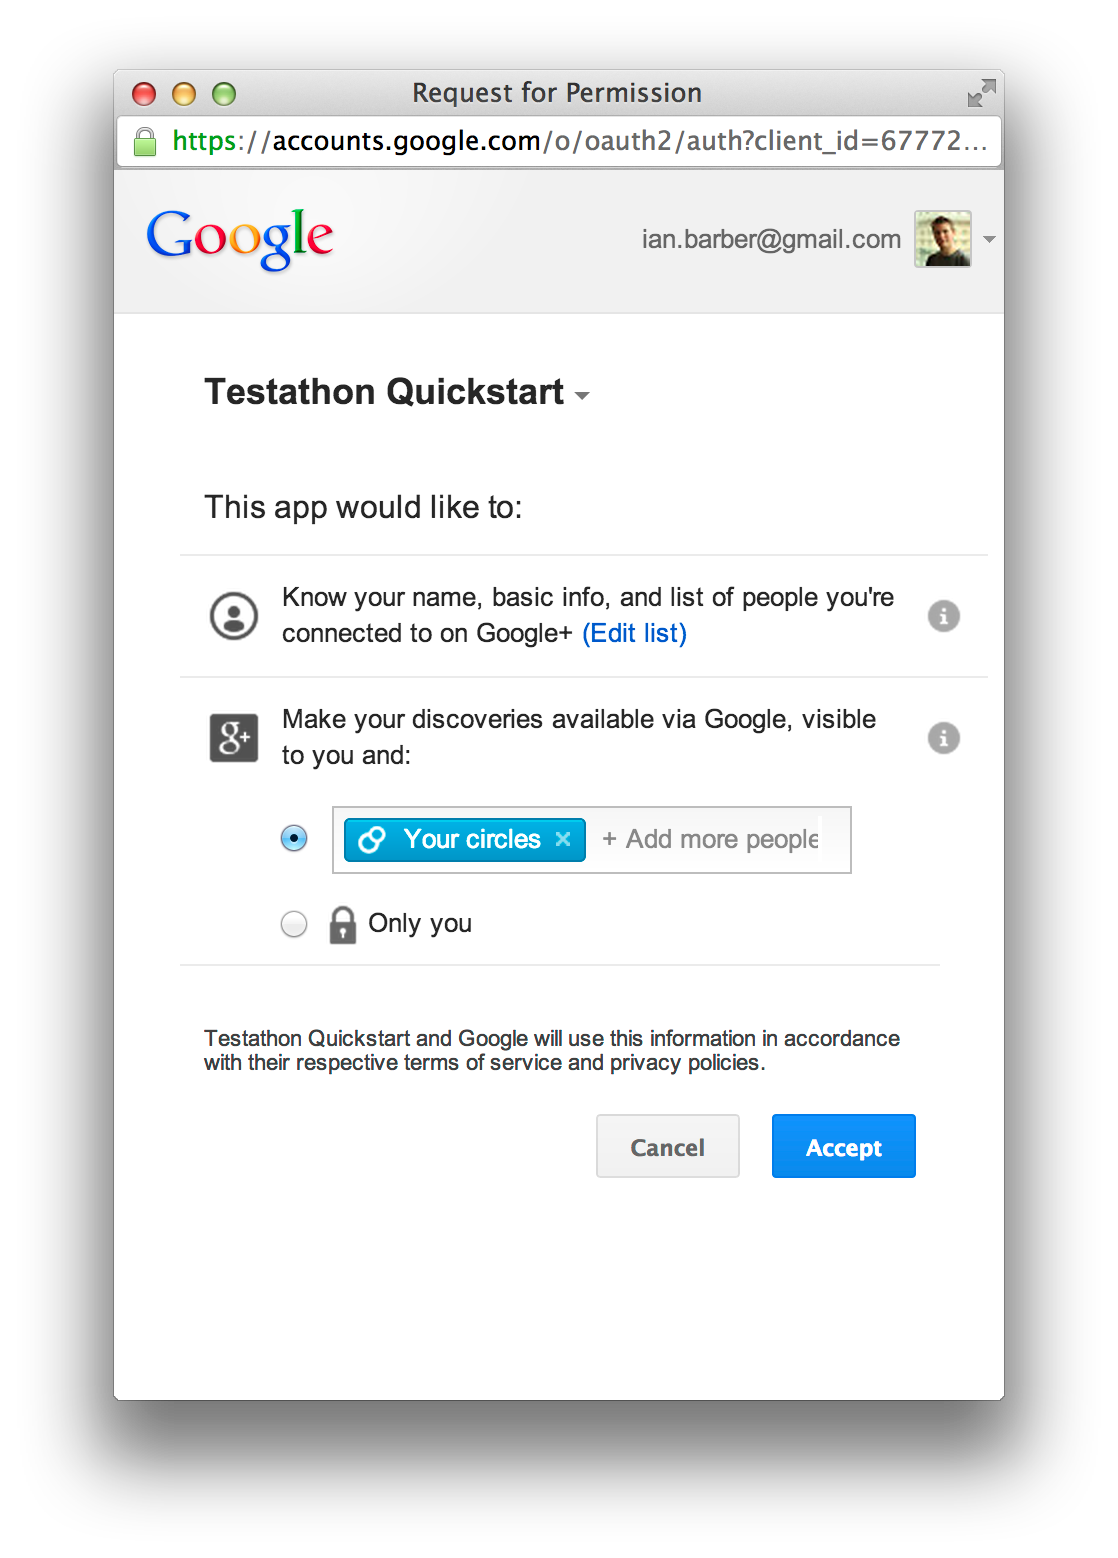 Request for Permission
https://accounts.google.com/o/oauth2/auth?client_id=67772...
Google
ian.barber@gmail.com
Testathon Quickstart
This app would like to:
Know your name, basic info, and list of people you're
connected to on Google+ (Edit list)
g+
Make your discoveries available via Google, visible
to you and:
Your circles × + Add more people
Only you
Testathon Quickstart and Google will use this information in accordance
with their respective terms of service and privacy policies.
Cancel
Accept